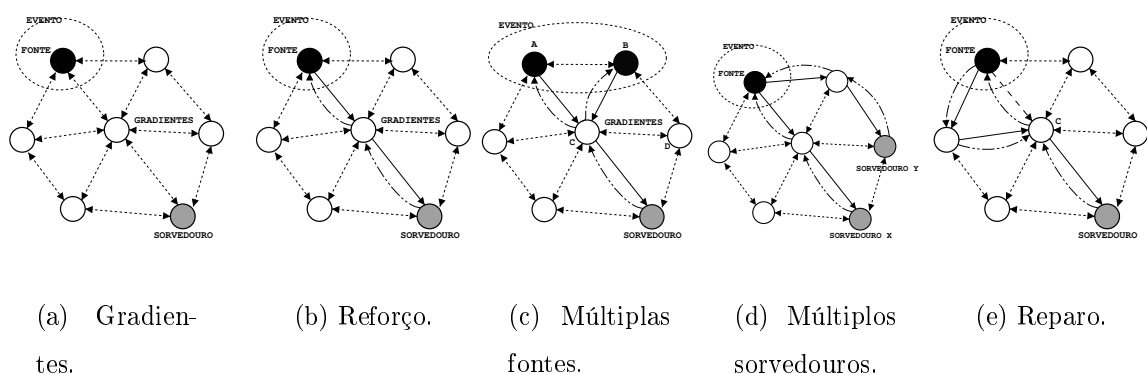 EVENTO
FONTE
GRADIENTES
SORVEDOURO
EVENTO
FONTE
GRADIENTES
SORVEDOURO
EVENTO
A
B
GRADIENTES
C
D
SORVEDOURO
EVENTO
FONTE
SORVEDOURO Y
SORVEDOURO X
EVENTO
FONTE
C
SORVEDOURO
(a) Gradien-
tes.
(b) Reforço.
(c) Múltiplas
fontes.
(d) Múltiplos
sorvedouros.
(e) Reparo.